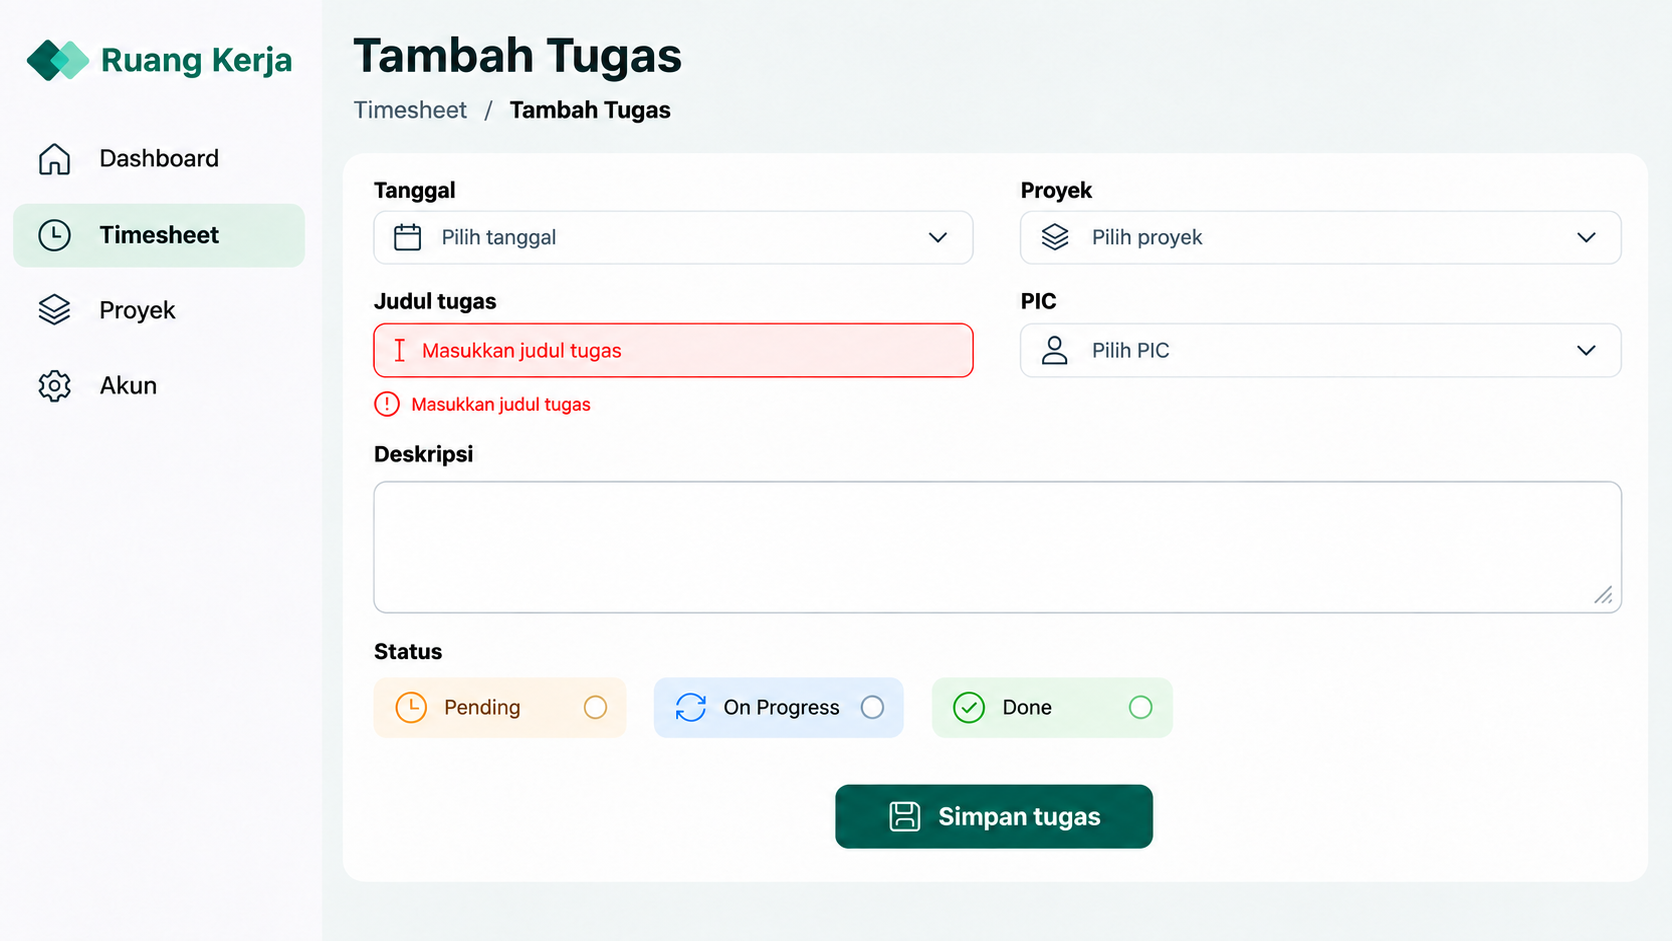 Ruang Kerja
Dashboard
Timesheet
Proyek
Akun
Tambah Tugas
Timesheet / Tambah Tugas
Tanggal
Pilih tanggal
Proyek
Pilih proyek
Judul tugas
Masukkan judul tugas
Masukkan judul tugas
PIC
Pilih PIC
Deskripsi
Status
Pending
On Progress
Done
Simpan tugas